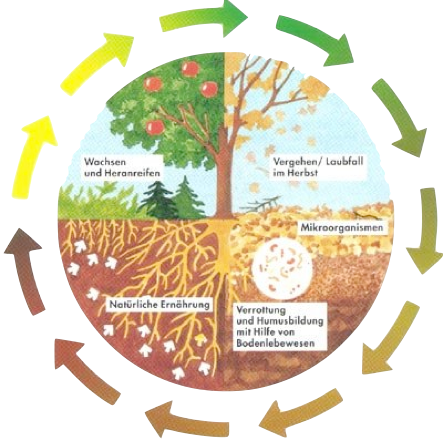 Wachsen
und Heranreifen
Vergehen/ Laubfall
im Herbst
Mikroorganismen
Natürliche Ernährung
Verrottung
und Humusbildung
mit Hilfe von
Bodenlebewesen